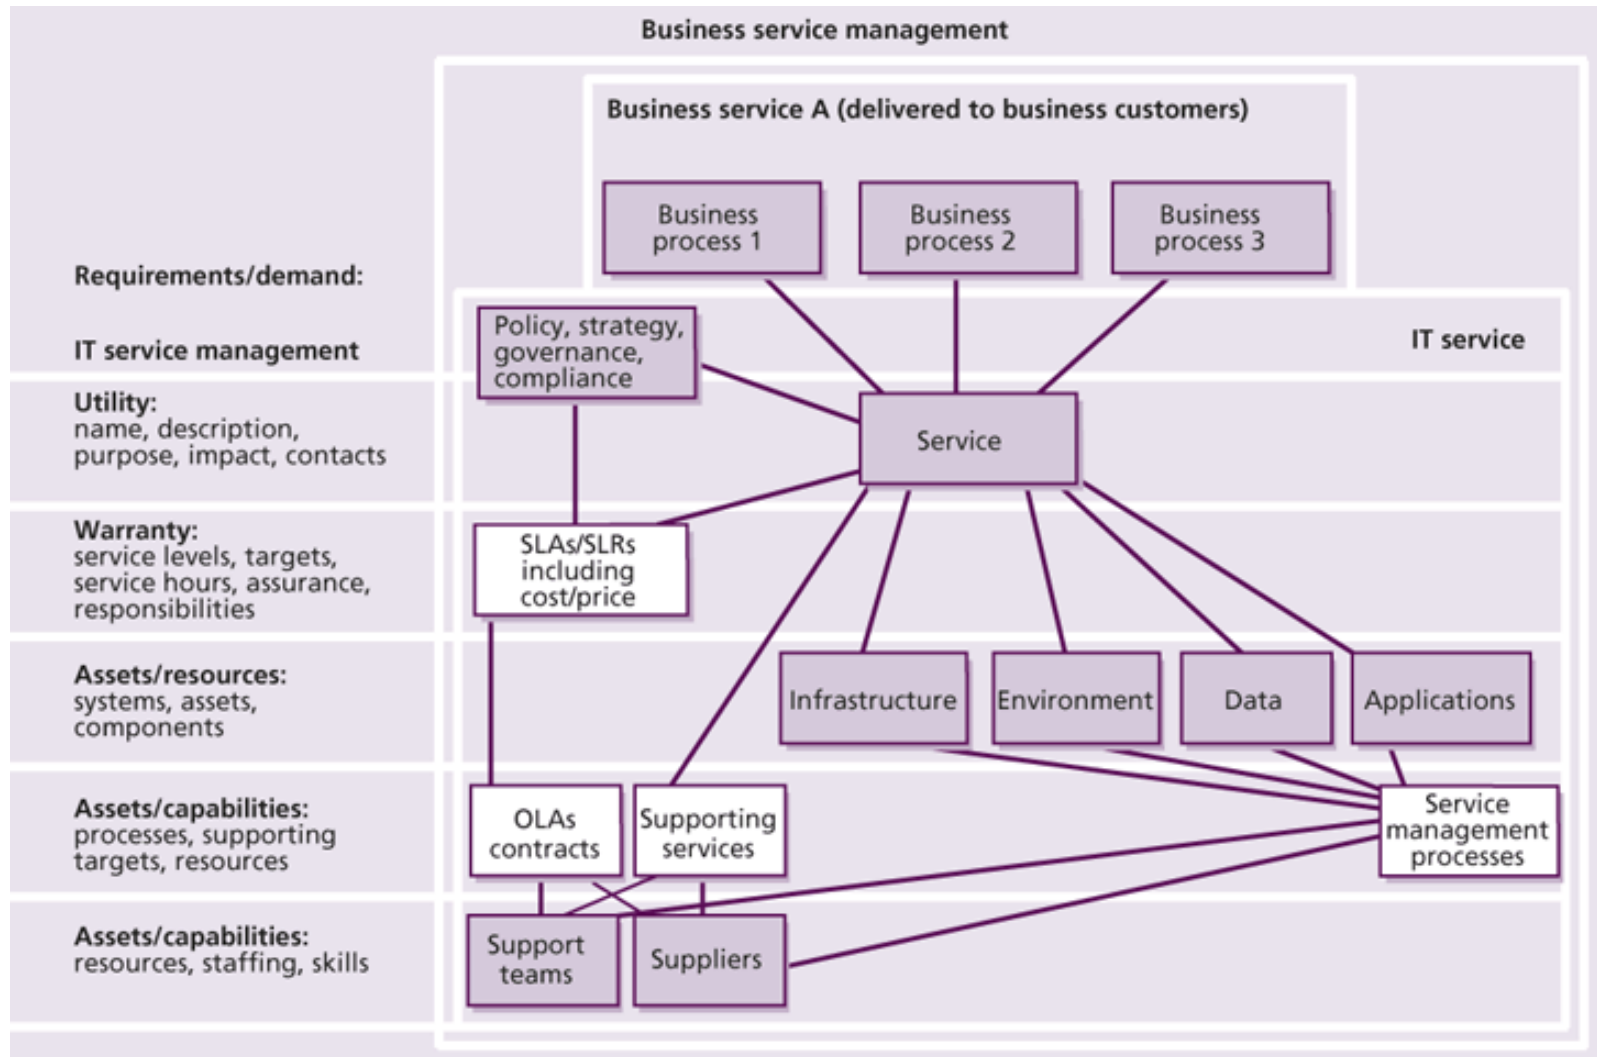 Business service management
Business service A (delivered to business customers)
Business
process 1
Business
process 2
Business
process 3
Requirements/demand:
IT service management
Policy, strategy,
governance,
compliance
IT service
Utility:
name, description,
purpose, impact, contacts
Service
Warranty:
service levels, targets,
service hours, assurance,
responsibilities
SLAs/SLRs
including
cost/price
Assets/resources:
systems, assets,
components
Infrastructure
Environment
Data
Applications
Assets/capabilities:
processes, supporting
targets, resources
OLAs
contracts
Supporting
services
Service
management
processes
Assets/capabilities:
resources, staffing, skills
Support
teams
Suppliers